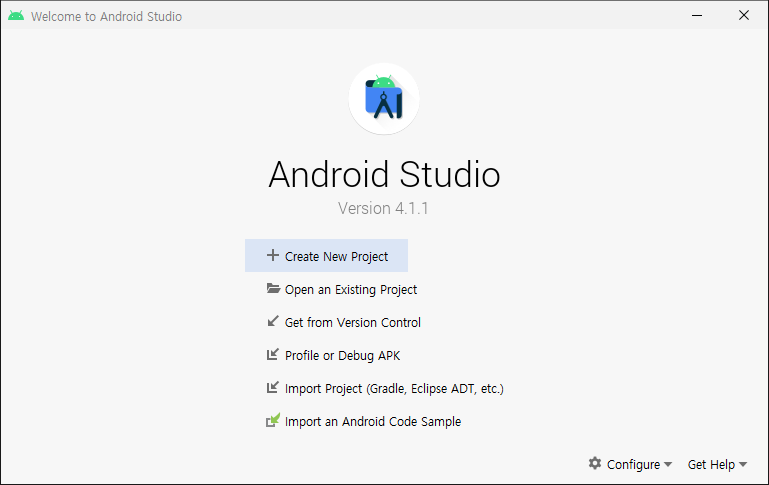 Welcome to Android Studio
Android Studio
Version 4.1.1
Create New Project
Open an Existing Project
Get from Version Control
Profile or Debug APK
Import Project (Gradle, Eclipse ADT, etc.)
Import an Android Code Sample
Configure Get Help